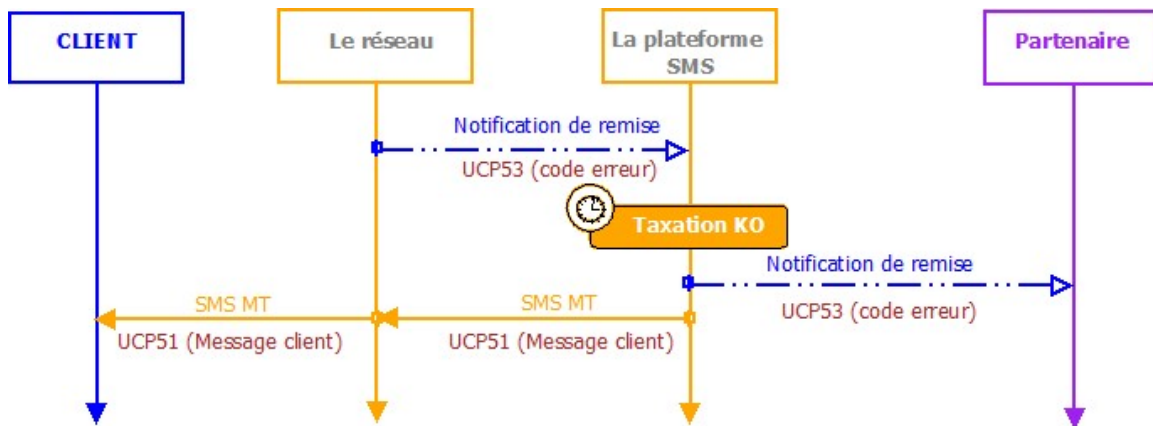 CLIENT
Le réseau
La plateforme
SMS
Partenaire
Notification de remise
UCP53 (code erreur)
Taxation KO
Notification de remise
UCP53 (code erreur)
SMS MT
SMS MT
UCP51 (Message client)
UCP51 (Message client)